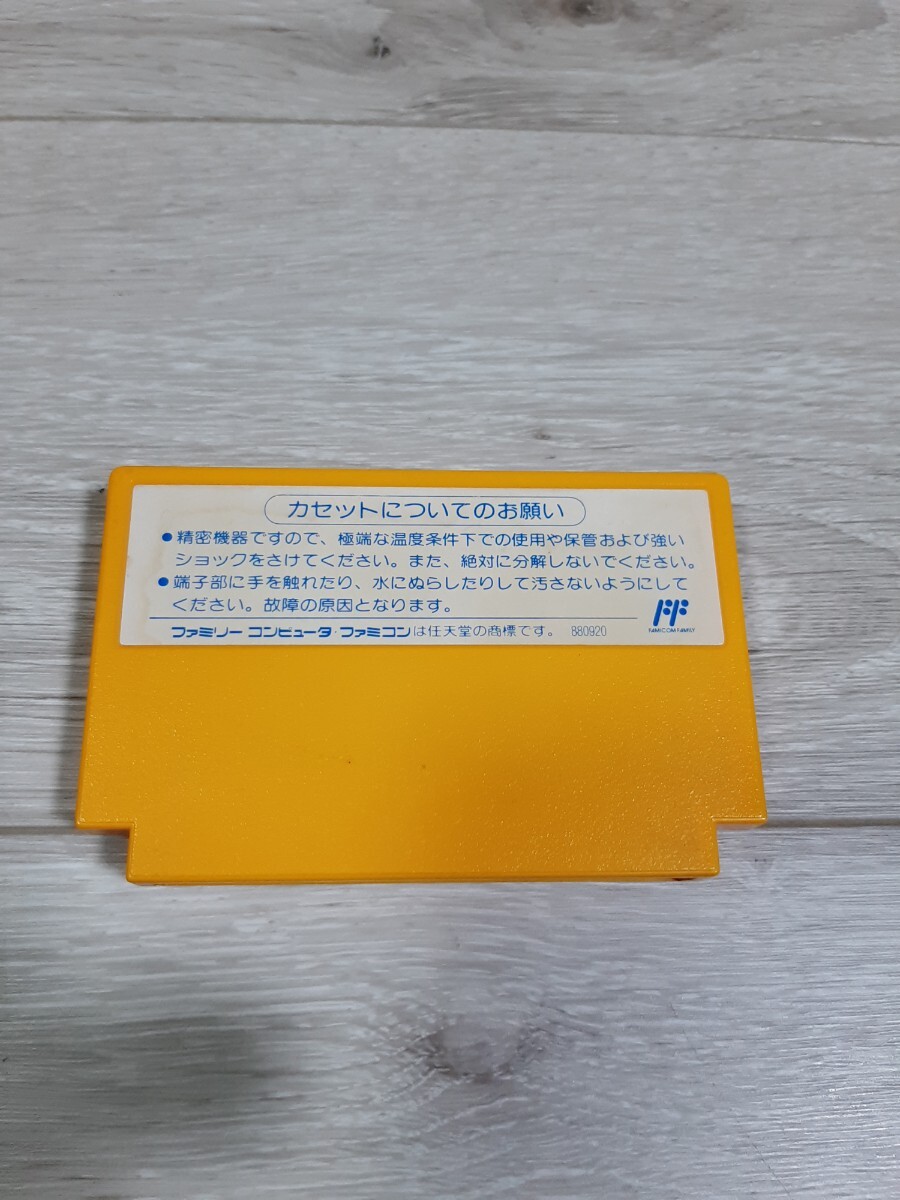 カセットについてのお願い
●精密機器ですので、極端な温度条件下での使用や保管および強い
ショックをさけてください。また、絶対に分解しないでください。
●端子部に手を触れたり、水にぬらしたりして汚さないようにして
ください。故障の原因となります。
ファミリー コンピュータ・ファミコンは任天堂の商標です。 880920
FAMICOM FAMILY